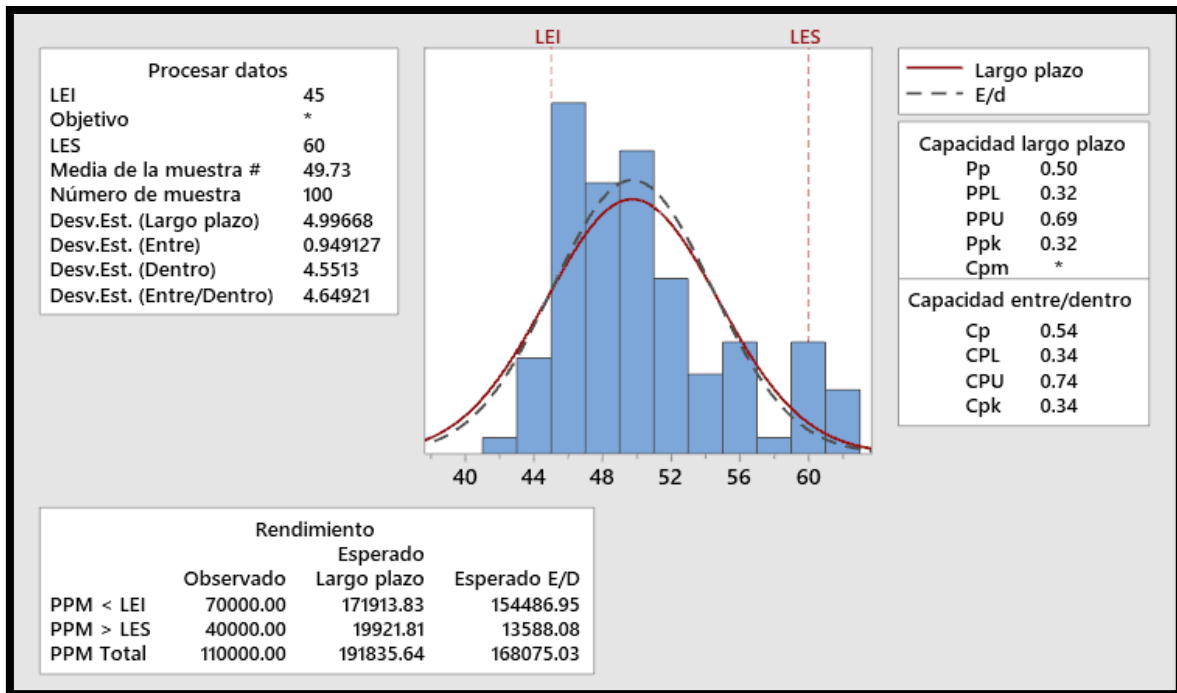 LEI LES
Procesar datos
LEI 45
Objetivo *
LES 60
Media de la muestra # 49.73
Número de muestra 100
Desv.Est. (Largo plazo) 4.99668
Desv.Est. (Entre) 0.949127
Desv.Est. (Dentro) 4.5513
Desv.Est. (Entre/Dentro) 4.64921
Largo plazo
E/d
Capacidad largo plazo
Pp 0.50
PPL 0.32
PPU 0.69
Ppk 0.32
Cpm *
Capacidad entre/dentro
Cp 0.54
CPL 0.34
CPU 0.74
Cpk 0.34
40 44 48 52 56 60
Rendimiento
Esperado
Observado Largo plazo Esperado E/D
PPM < LEI 70000.00 171913.83 154486.95
PPM > LES 40000.00 19921.81 13588.08
PPM Total 110000.00 191835.64 168075.03